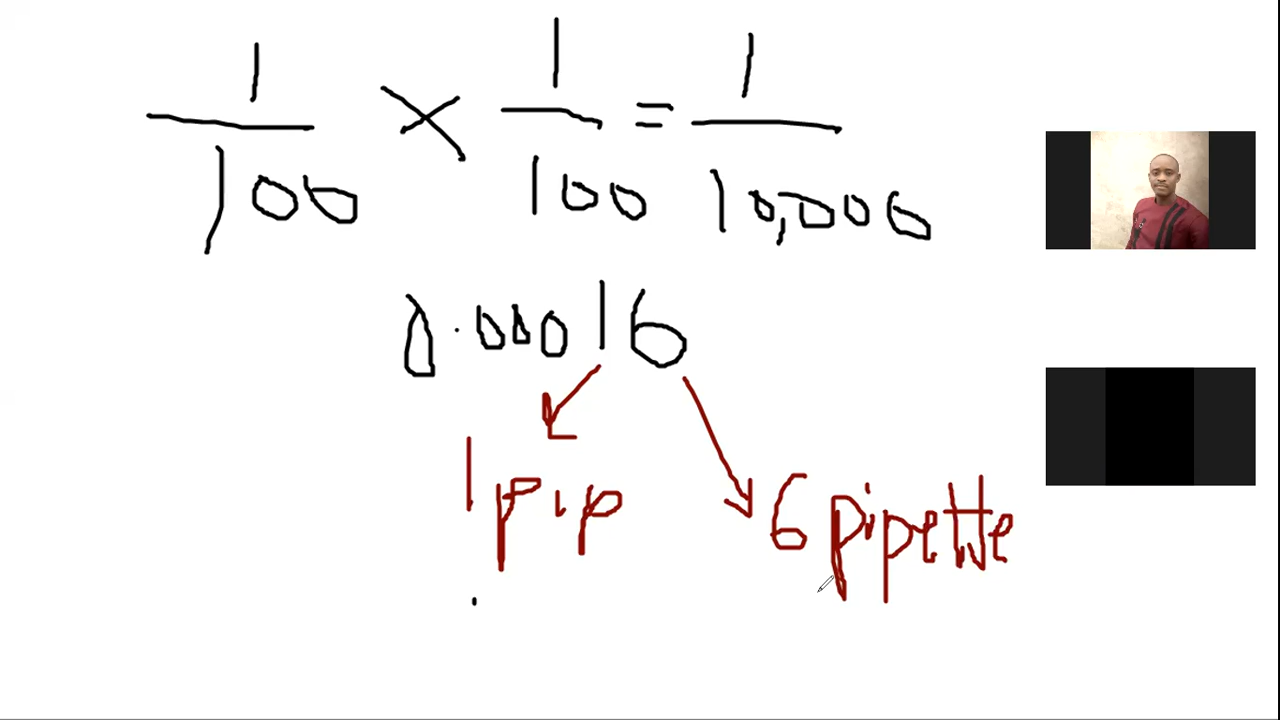 1/100 × 1/100 = 1/10,000
0.00016
1 pip 6 pipette